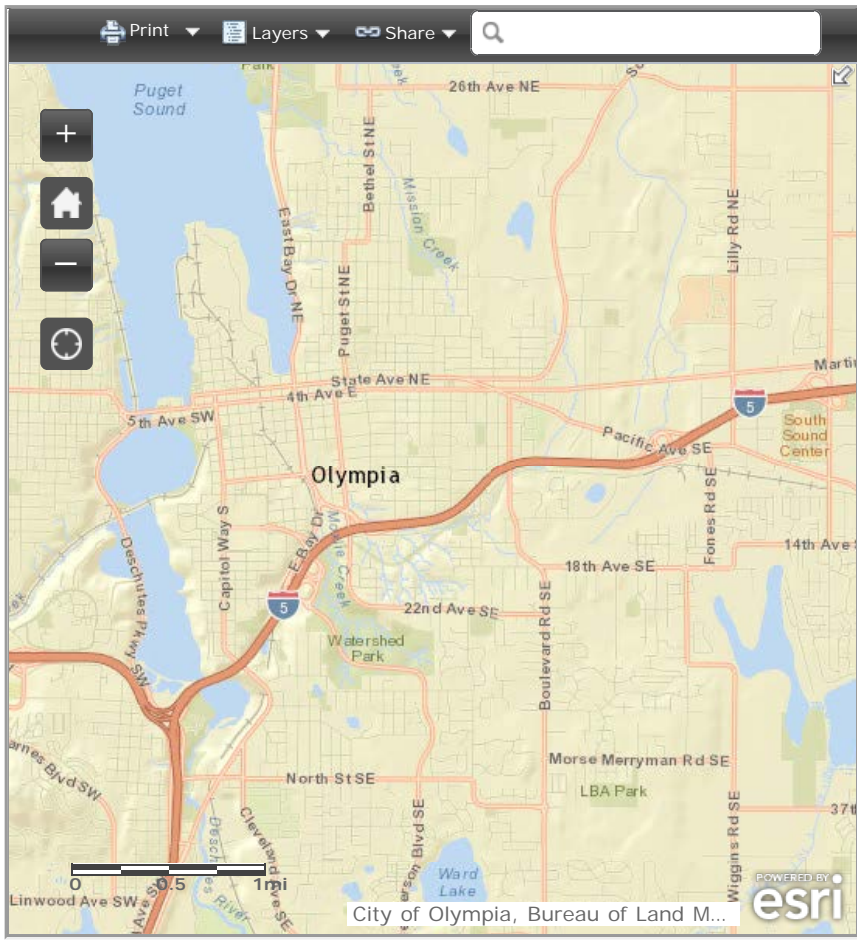 Print
Layers
Share
Park
Puget
Sound
26th Ave NE
Bethel St NE
Mission Creek
Lilly Rd NE
East Bay Dr NE
Puget St NE
State Ave NE
4th Ave E
5th Ave SW
Pacific Ave SE
5
South
Sound
Center
Olympia
Fones Rd SE
14th Ave
18th Ave SE
Capitol Way S
E Bay Dr
Deschutes Pkwy SW
5
22nd Ave SE
Watershed
Park
Boulevard Rd SE
Morse Merryman Rd SE
LBA Park
North St SE
Cleveland Ave SE
Wiggins Rd SE
37t
Ward
Lake
Linwood Ave SW
River
0 0.5 1mi
City of Olympia, Bureau of Land M...
POWERED BY
esri